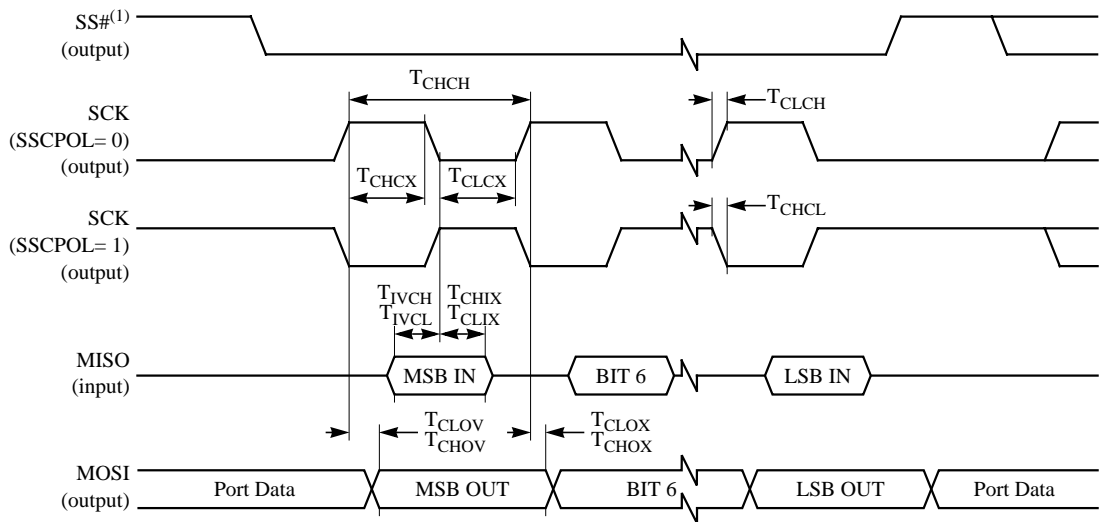 SS#(1)
(output)
TCHCH
TCLCH
SCK
(SSCPOL= 0)
(output)
TCHCX
TCLCX
TCHCL
SCK
(SSCPOL= 1)
(output)
TIVCH
TIVCL
TCHIX
TCLIX
MISO
(input)
MSB IN
BIT 6
LSB IN
TCLOV
TCHOV
TCLOX
TCHOX
MOSI
(output)
Port Data
MSB OUT
BIT 6
LSB OUT
Port Data